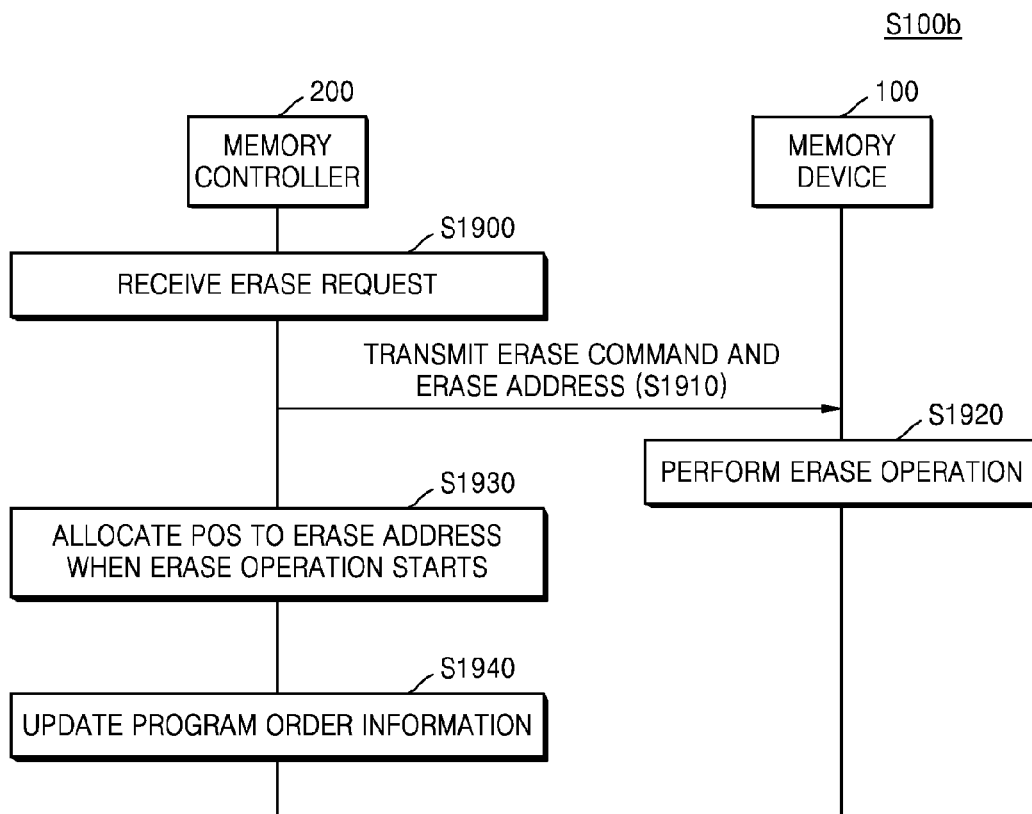 S100b
200
100
MEMORY
CONTROLLER
MEMORY
DEVICE
S1900
RECEIVE ERASE REQUEST
TRANSMIT ERASE COMMAND AND
ERASE ADDRESS (S1910)
S1920
PERFORM ERASE OPERATION
S1930
ALLOCATE POS TO ERASE ADDRESS
WHEN ERASE OPERATION STARTS
S1940
UPDATE PROGRAM ORDER INFORMATION